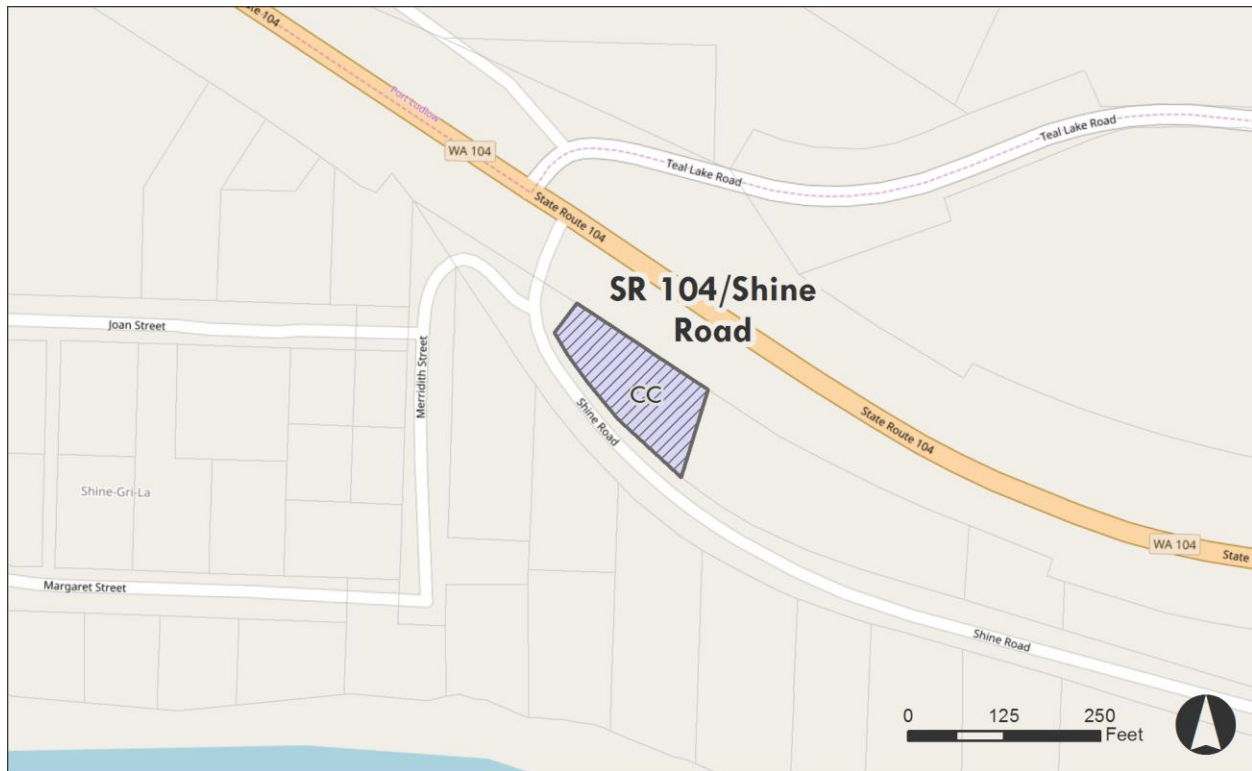 ute 104
Port Ludlow
WA 104
State Route 104
Teal Lake Road
Teal Lake Road
SR 104/Shine
Road
Joan Street
Merridith Street
CC
Shine Road
State Route 104
Shine-Gri-La
WA 104
State
Margaret Street
Shine Road
0 125 250
Feet